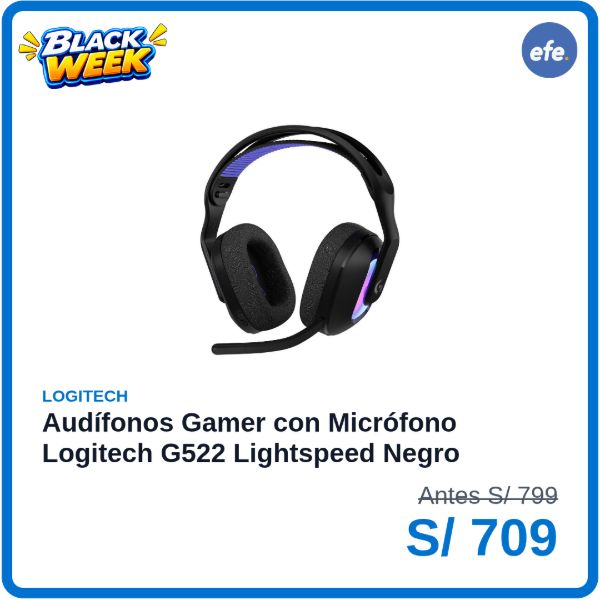 BLACK
WEEK
efe.
LOGITECH
Audífonos Gamer con Micrófono
Logitech G522 Lightspeed Negro
Antes S/ 799
S/ 709